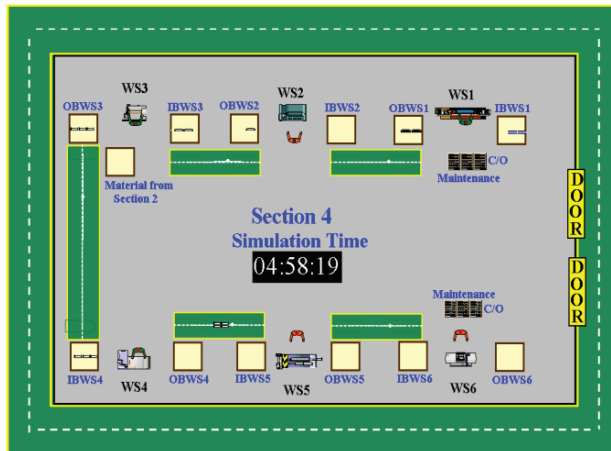 WS3
WS2
WS1
OBWS3
IBWS3
OBWS2
IBWS2
OBWS1
IBWS1
C/O
Maintenance
Material from
Section 2
DOOR
Section 4
Simulation Time
04:58:19
DOOR
Maintenance
C/O
IBWS4
WS4
OBWS4
IBWS5
WS5
OBWS5
IBWS6
WS6
OBWS6